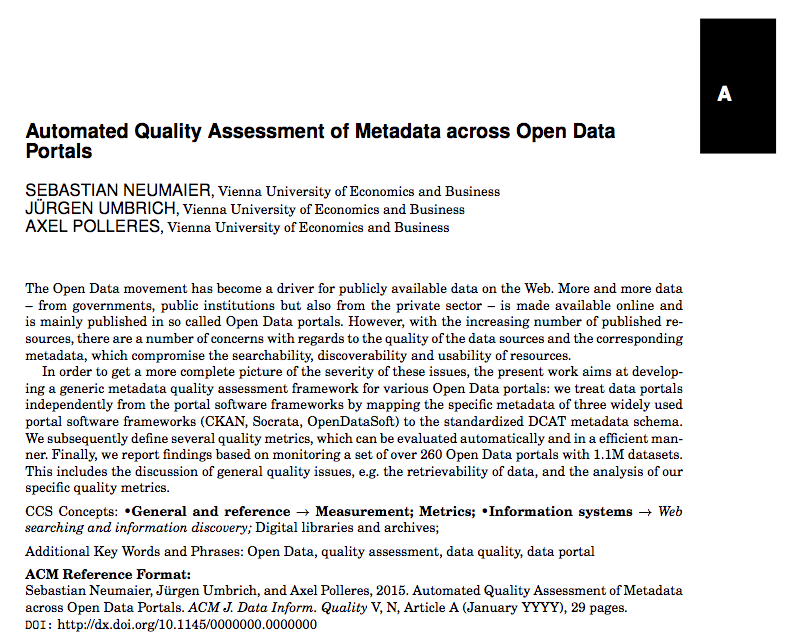 A
Automated Quality Assessment of Metadata across Open Data
Portals
SEBASTIAN NEUMAIER, Vienna University of Economics and Business
JÜRGEN UMBRICH, Vienna University of Economics and Business
AXEL POLLERES, Vienna University of Economics and Business
The Open Data movement has become a driver for publicly available data on the Web. More and more data
– from governments, public institutions but also from the private sector – is made available online and
is mainly published in so called Open Data portals. However, with the increasing number of published re-
sources, there are a number of concerns with regards to the quality of the data sources and the corresponding
metadata, which compromise the searchability, discoverability and usability of resources.
In order to get a more complete picture of the severity of these issues, the present work aims at develop-
ing a generic metadata quality assessment framework for various Open Data portals: we treat data portals
independently from the portal software frameworks by mapping the specific metadata of three widely used
portal software frameworks (CKAN, Socrata, OpenDataSoft) to the standardized DCAT metadata schema.
We subsequently define several quality metrics, which can be evaluated automatically and in a efficient man-
ner. Finally, we report findings based on monitoring a set of over 260 Open Data portals with 1.1M datasets.
This includes the discussion of general quality issues, e.g. the retrievability of data, and the analysis of our
specific quality metrics.
CCS Concepts: •General and reference → Measurement; Metrics; •Information systems → Web
searching and information discovery; Digital libraries and archives;
Additional Key Words and Phrases: Open Data, quality assessment, data quality, data portal
ACM Reference Format:
Sebastian Neumaier, Jürgen Umbrich, and Axel Polleres, 2015. Automated Quality Assessment of Metadata
across Open Data Portals. ACM J. Data Inform. Quality V, N, Article A (January YYYY), 29 pages.
DOI: http://dx.doi.org/10.1145/0000000.0000000